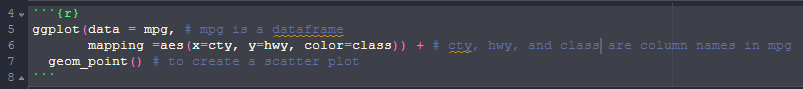 4 ```{r}
5 ggplot(data = mpg, # mpg is a dataframe
6        mapping =aes(x=cty, y=hwy, color=class)) + # cty, hwy, and class are column names in mpg
7   geom_point() # to create a scatter plot
8 ```